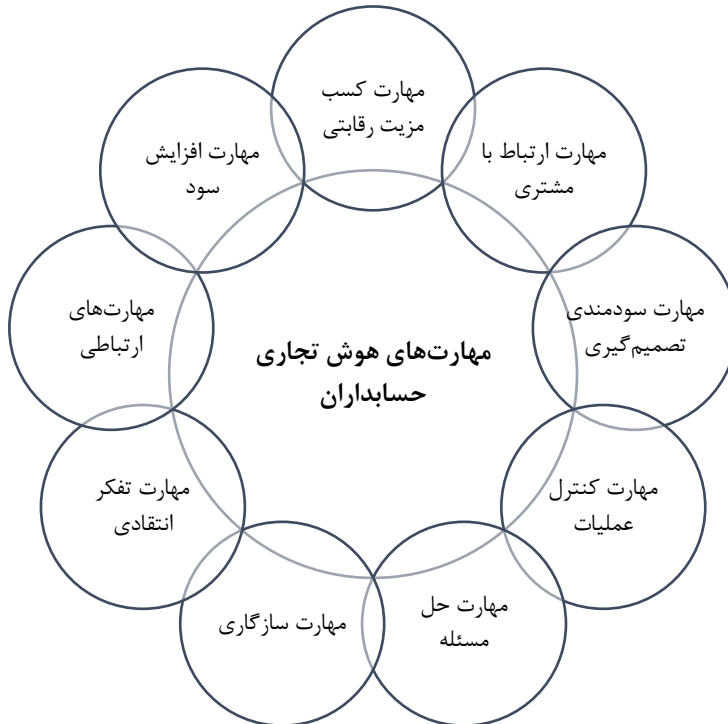 مهارت کسب
مزیت رقابتی
مهارت ارتباط با
مشتری
مهارت سودمندی
تصمیم‌گیری
مهارت کنترل
عملیات
مهارت حل
مسئله
مهارت سازگاری
مهارت تفکر
انتقادی
مهارت‌های
ارتباطی
مهارت افزایش
سود
مهارت‌های هوش تجاری
حسابداران